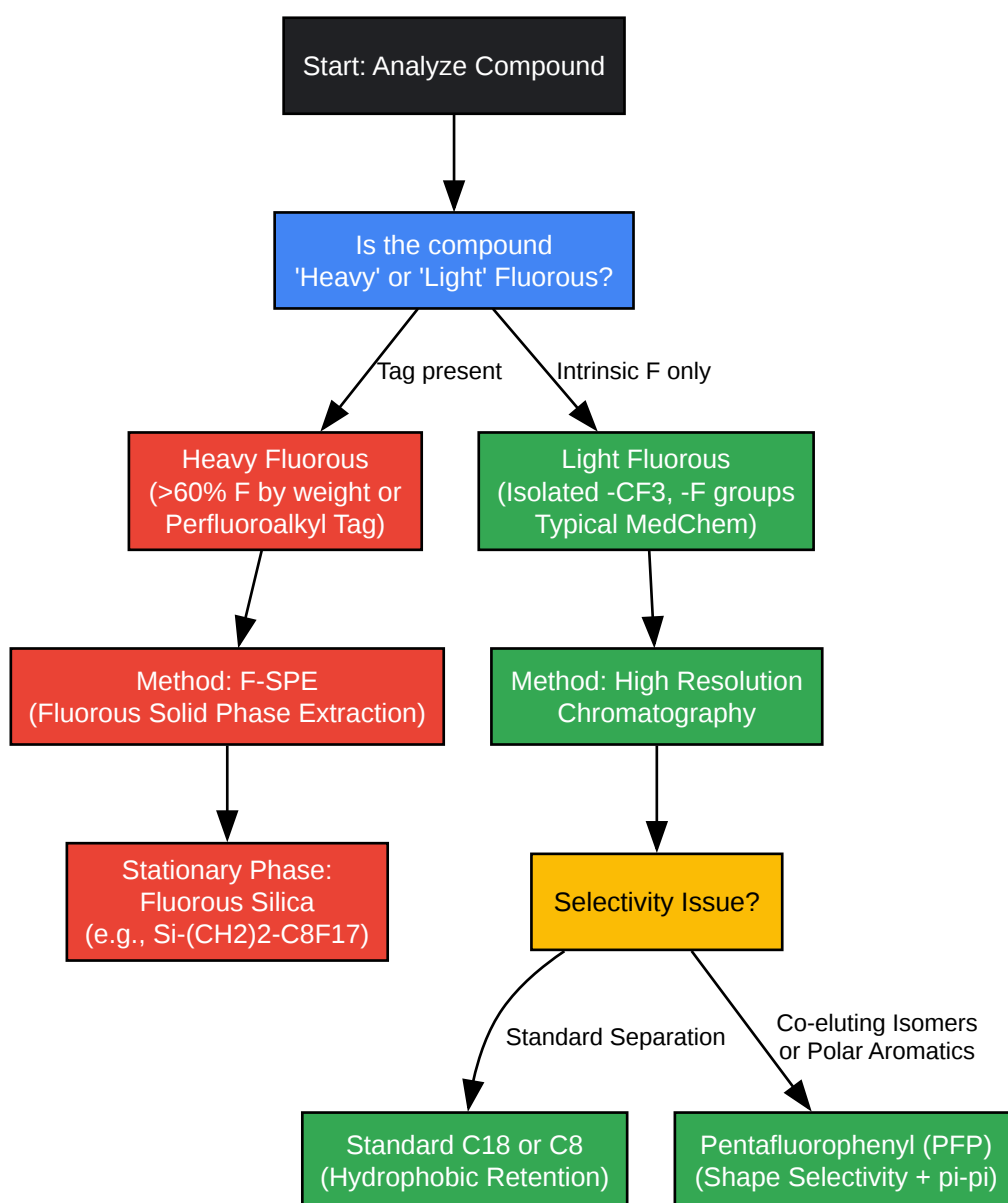 Start: Analyze Compound
Is the compound
'Heavy' or 'Light' Fluorous?
Tag present
Intrinsic F only
Heavy Fluorous
(>60% F by weight or
Perfluoroalkyl Tag)
Light Fluorous
(Isolated -CF3, -F groups
Typical MedChem)
Method: F-SPE
(Fluorous Solid Phase Extraction)
Method: High Resolution
Chromatography
Stationary Phase:
Fluorous Silica
(e.g., Si-(CH2)2-C8F17)
Selectivity Issue?
Standard Separation
Co-eluting Isomers
or Polar Aromatics
Standard C18 or C8
(Hydrophobic Retention)
Pentafluorophenyl (PFP)
(Shape Selectivity + pi-pi)